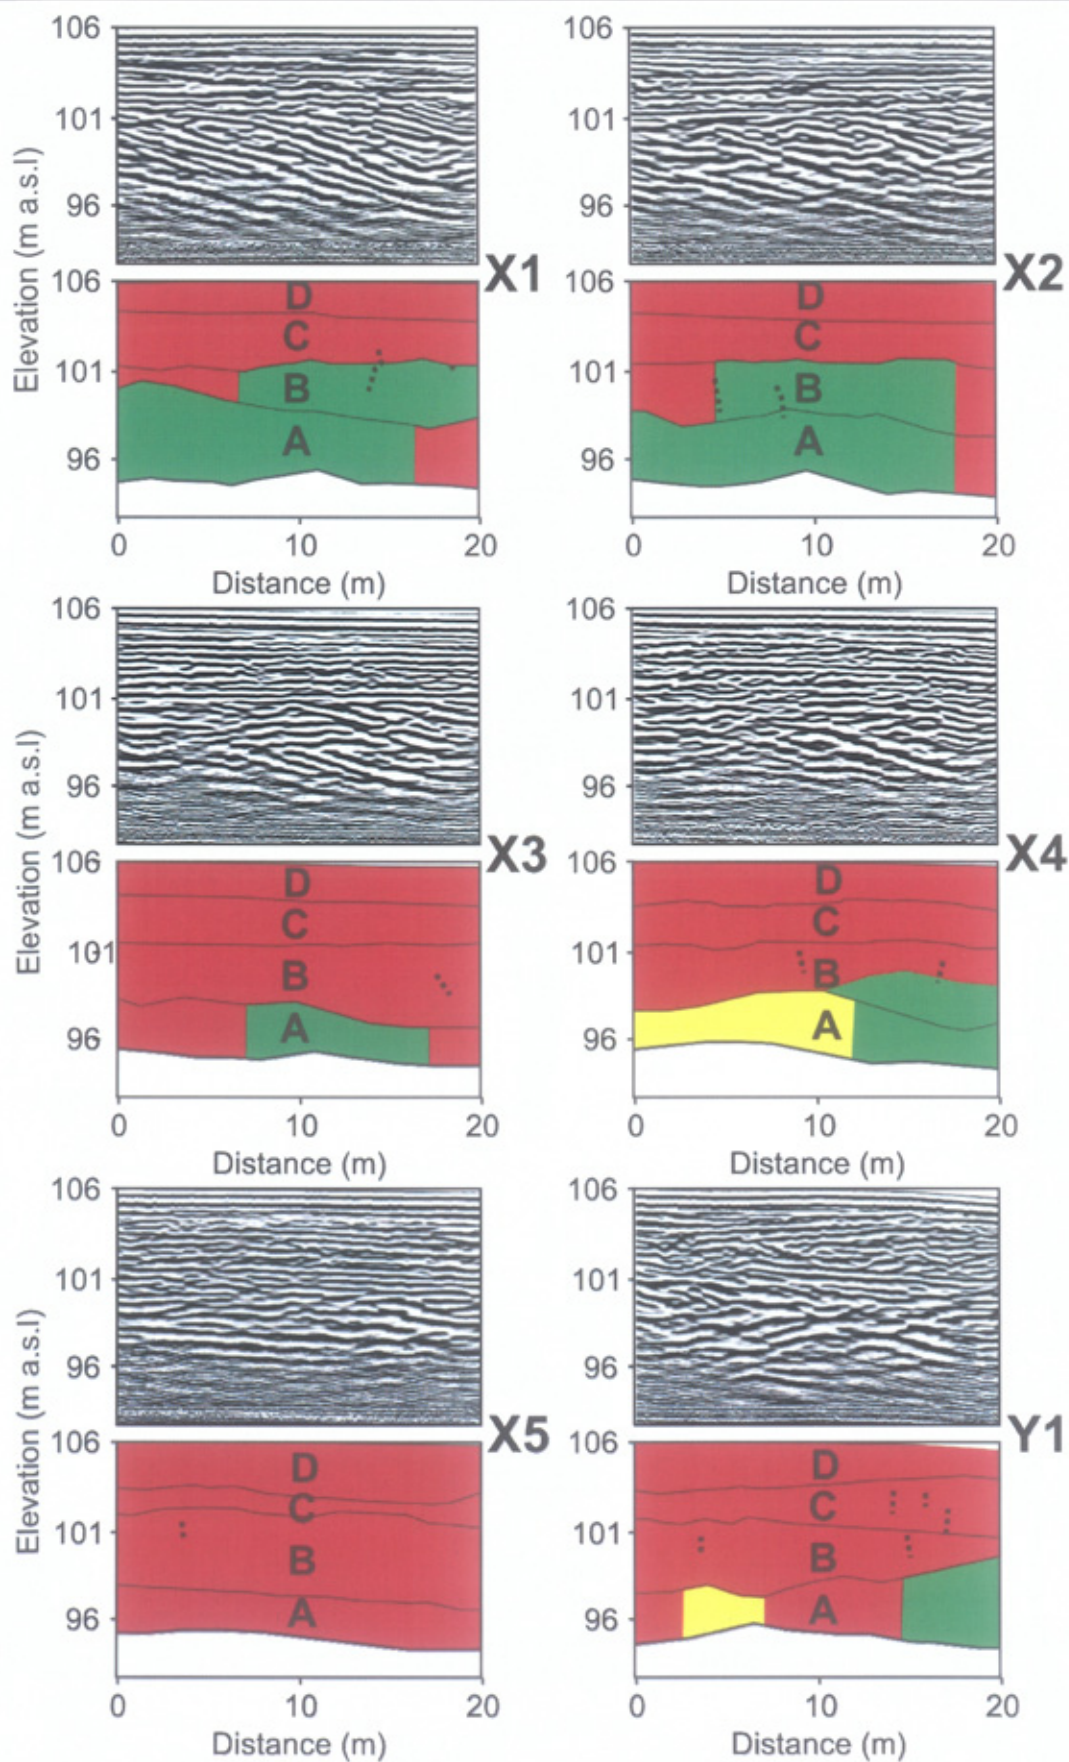 106 106
101 101
96 96
Elevation (m a.s.l)
X1 X2
106 106
D D
C C
101 101
B B
A A
96 96
0 10 20 0 10 20
Distance (m) Distance (m)
106 106
101 101
96 96
Elevation (m a.s.l)
X3 X4
106 106
D D
C C
101 101
B B
A A
96 96
0 10 20 0 10 20
Distance (m) Distance (m)
106 106
101 101
96 96
Elevation (m a.s.l)
X5 Y1
106 106
D D
C C
101 101
B B
A A
96 96
0 10 20 0 10 20
Distance (m) Distance (m)